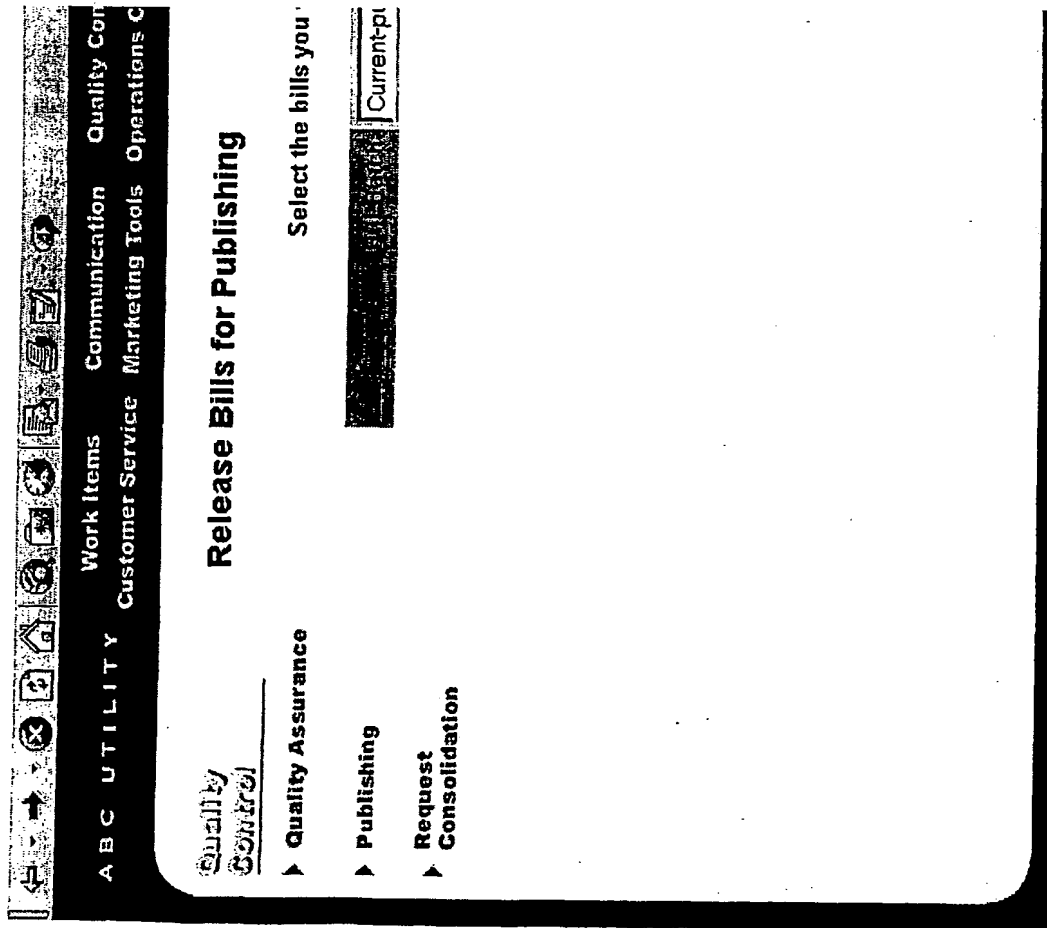 Work Items Communication Quality Con
ABC UTILITY
Customer Service Marketing Tools Operations C
Quality
Control
Release Bills for Publishing
Quality Assurance
Select the bills you
Publishing
Current-pu
Request
Consolidation